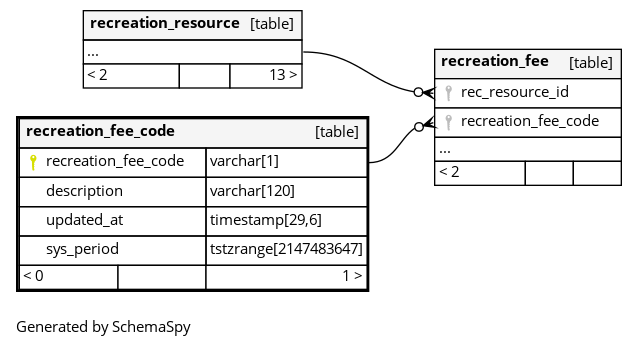 recreation_resource [table]
...
< 2 13 >
recreation_fee [table]
rec_resource_id
recreation_fee_code
...
< 2
recreation_fee_code [table]
recreation_fee_code varchar[1]
description varchar[120]
updated_at timestamp[29,6]
sys_period tstzrange[2147483647]
< 0 1 >
Generated by SchemaSpy